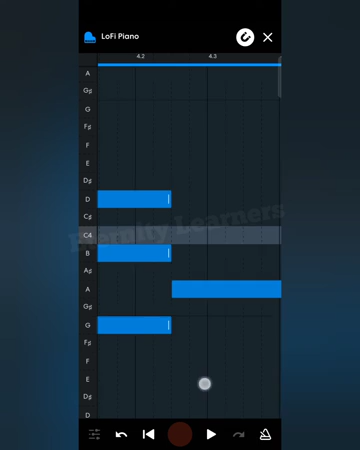 LoFi Piano
4.2 4.3
A
G♯
G
F♯
F
E
D♯
D
C♯
C4
B
A♯
A
G♯
G
F♯
F
E
D♯
D
Eternity Learners